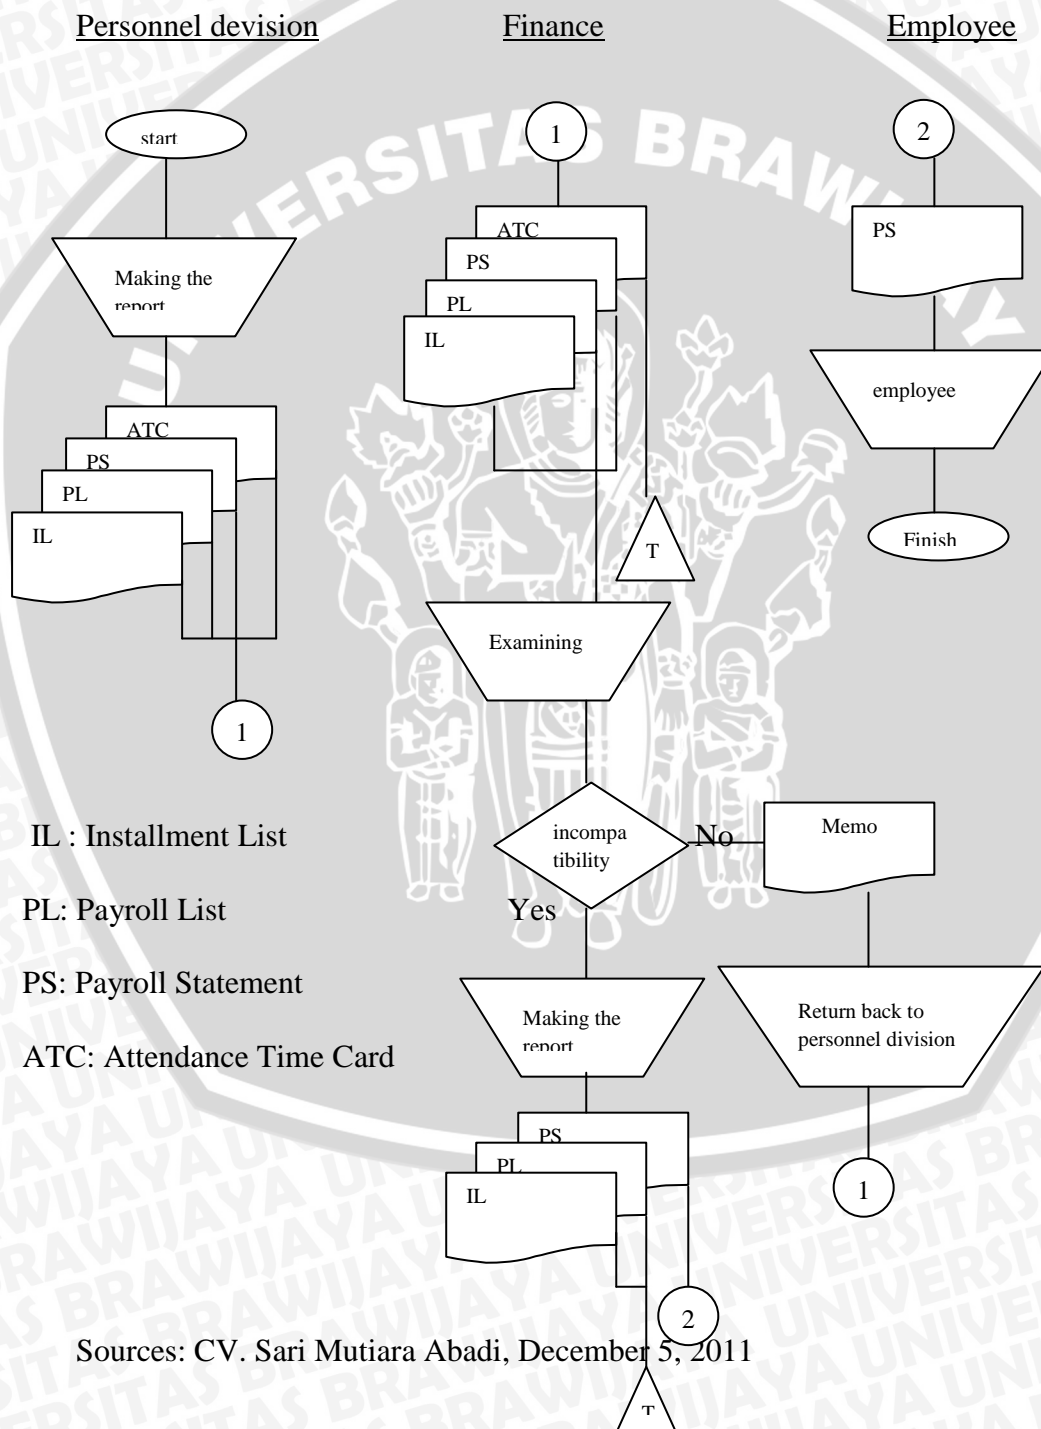 Personnel devision
Finance
Employee
start
Making the
report
ATC
PS
PL
IL
1
1
ATC
PS
PL
IL
T
Examining
incompa
tibility
No
Memo
Yes
Return back to
personnel division
1
Making the
report
PS
PL
IL
2
T
2
PS
employee
Finish
IL : Installment List
PL: Payroll List
PS: Payroll Statement
ATC: Attendance Time Card
Sources: CV. Sari Mutiara Abadi, December 5, 2011
UNIVERSITAS BRAWIJAYA